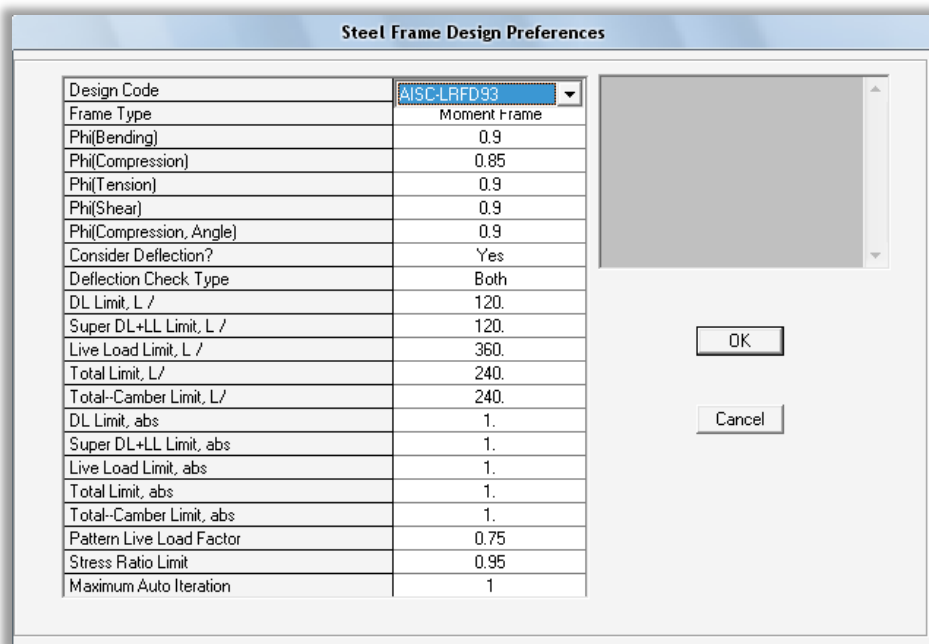 Steel Frame Design Preferences
Design Code AISC-LRFD93
Frame Type Moment Frame
Phi(Bending) 0.9
Phi(Compression) 0.85
Phi(Tension) 0.9
Phi(Shear) 0.9
Phi(Compression, Angle) 0.9
Consider Deflection? Yes
Deflection Check Type Both
DL Limit, L / 120.
Super DL+LL Limit, L / 120.
Live Load Limit, L / 360.
Total Limit, L/ 240.
Total--Camber Limit, L/ 240.
DL Limit, abs 1.
Super DL+LL Limit, abs 1.
Live Load Limit, abs 1.
Total Limit, abs 1.
Total--Camber Limit, abs 1.
Pattern Live Load Factor 0.75
Stress Ratio Limit 0.95
Maximum Auto Iteration 1
OK
Cancel